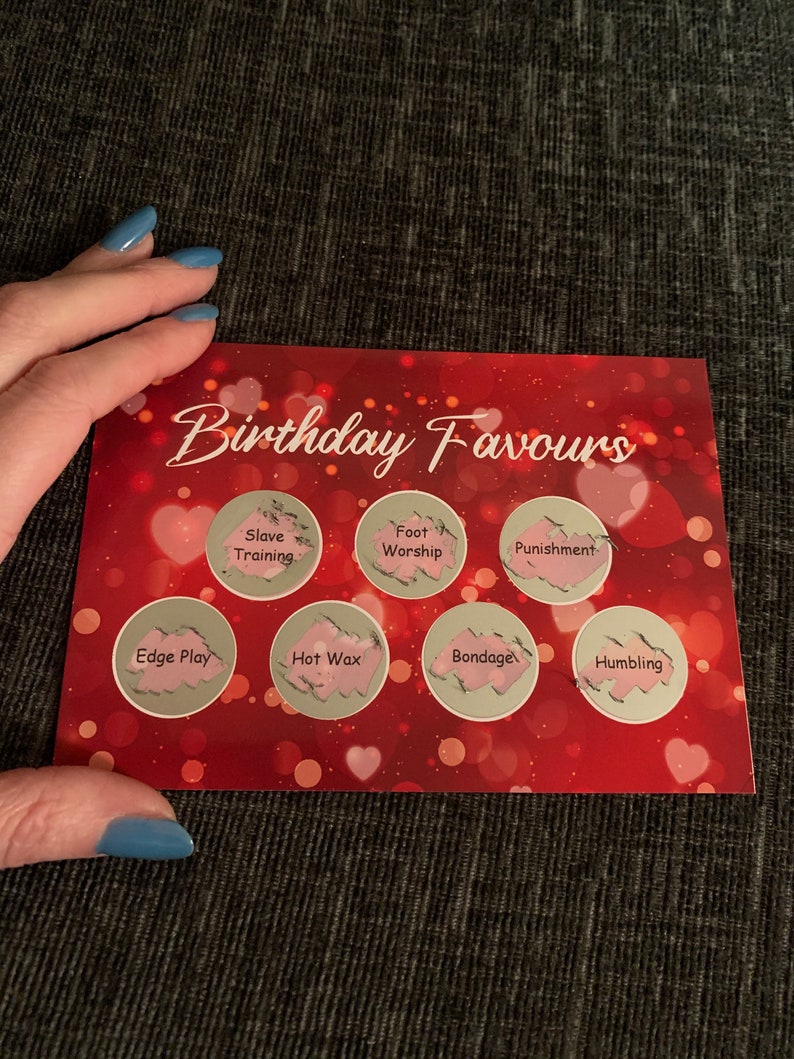 Birthday Favours
Slave
Training
Foot
Worship
Punishment
Edge Play
Hot Wax
Bondage
Humbling